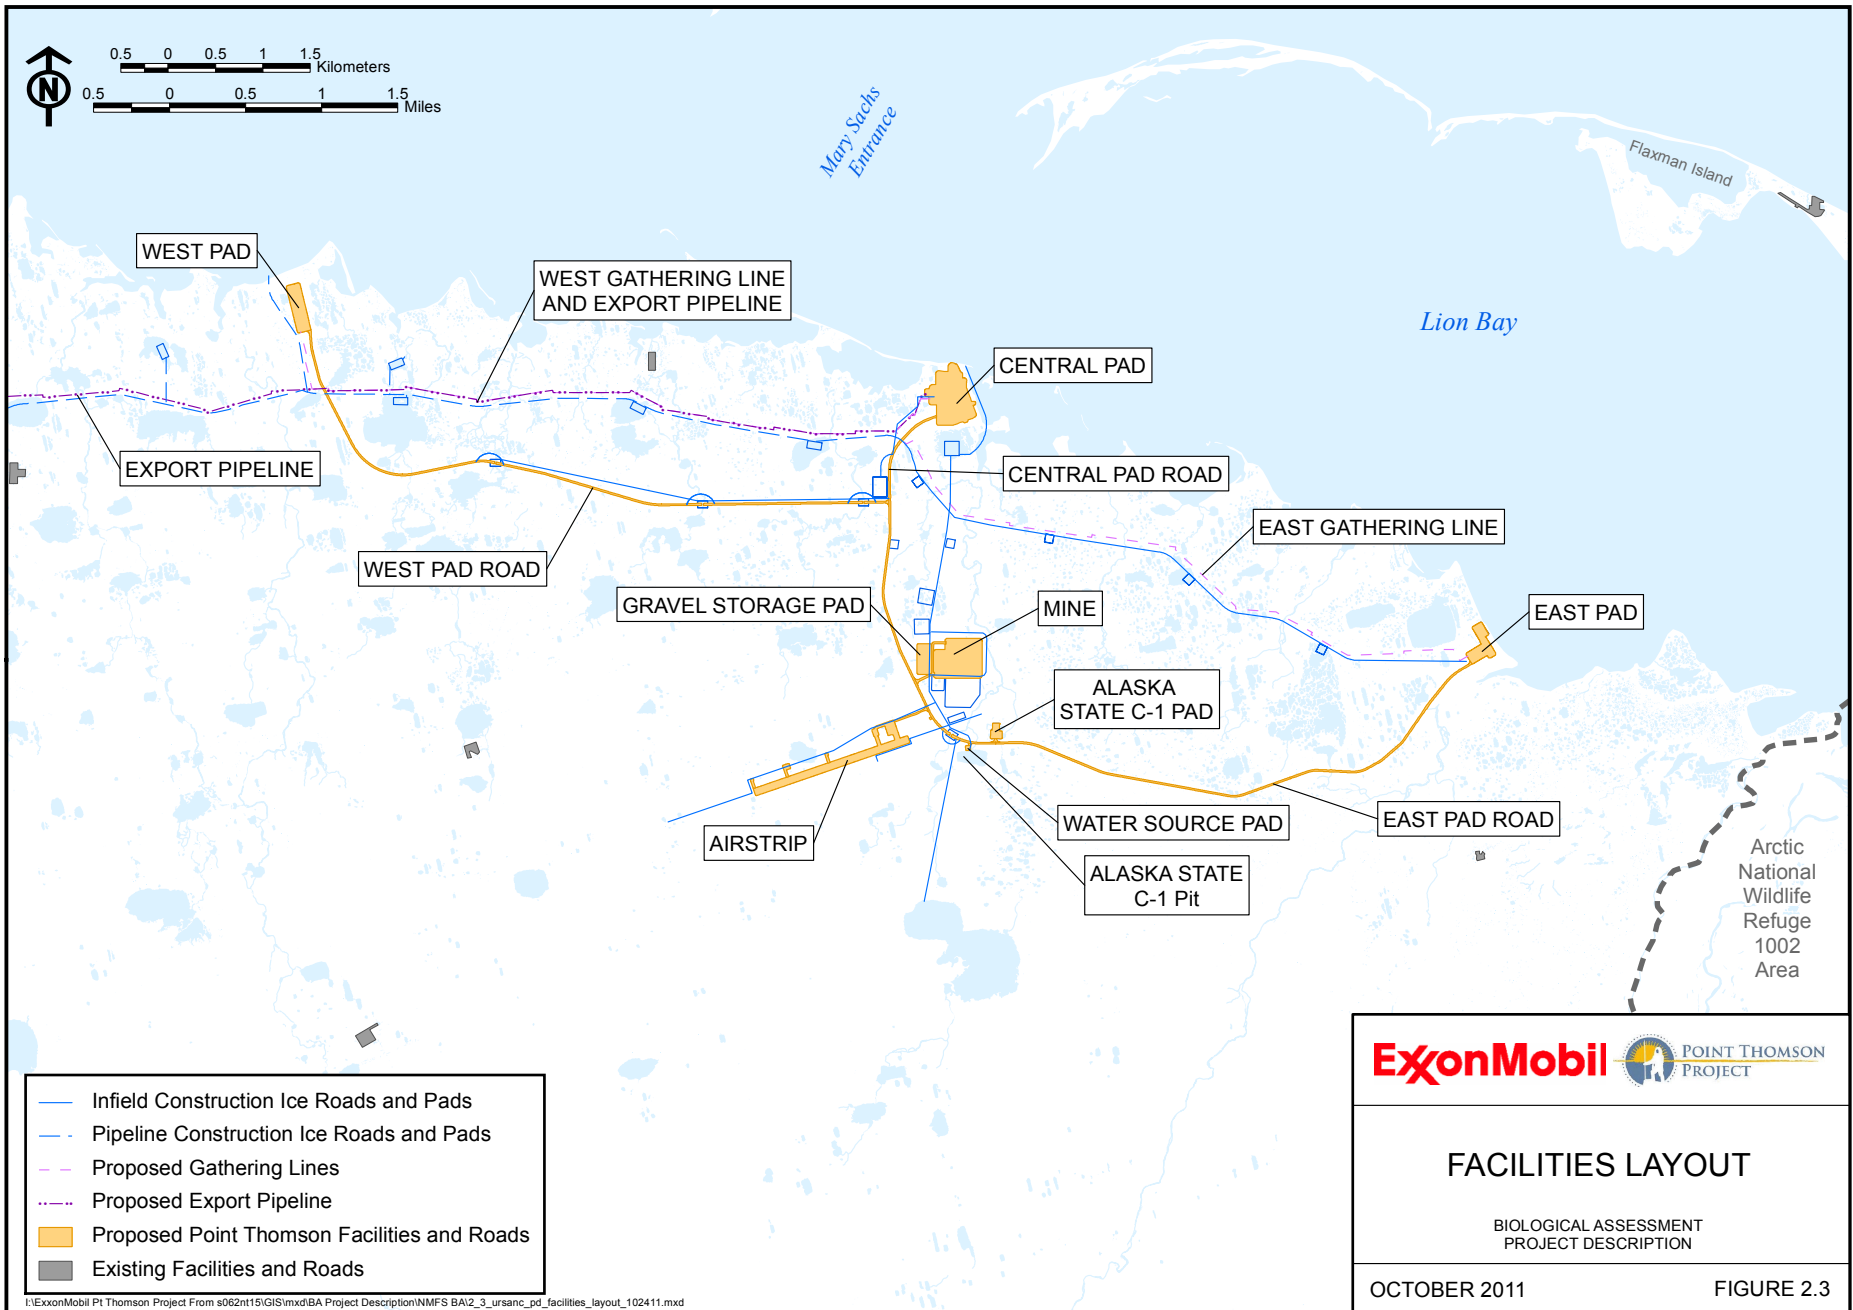 0.5 0 0.5 1 1.5
Kilometers
0.5 0 0.5 1 1.5
Miles
N
Mary Sachs
Entrance
Flaxman Island
WEST PAD
WEST GATHERING LINE
AND EXPORT PIPELINE
Lion Bay
CENTRAL PAD
EXPORT PIPELINE
CENTRAL PAD ROAD
EAST GATHERING LINE
WEST PAD ROAD
GRAVEL STORAGE PAD
MINE
EAST PAD
ALASKA
STATE C-1 PAD
AIRSTRIP
WATER SOURCE PAD
EAST PAD ROAD
ALASKA STATE
C-1 Pit
Arctic
National
Wildlife
Refuge
1002
Area
Infield Construction Ice Roads and Pads
Pipeline Construction Ice Roads and Pads
Proposed Gathering Lines
Proposed Export Pipeline
Proposed Point Thomson Facilities and Roads
Existing Facilities and Roads
ExxonMobil
POINT THOMSON
PROJECT
FACILITIES LAYOUT
BIOLOGICAL ASSESSMENT
PROJECT DESCRIPTION
OCTOBER 2011 FIGURE 2.3
I:\ExxonMobil Pt Thomson Project From s062nt15\GIS\mxd\BA Project Description\NMFS BA\2_3_ursanc_pd_facilities_layout_102411.mxd